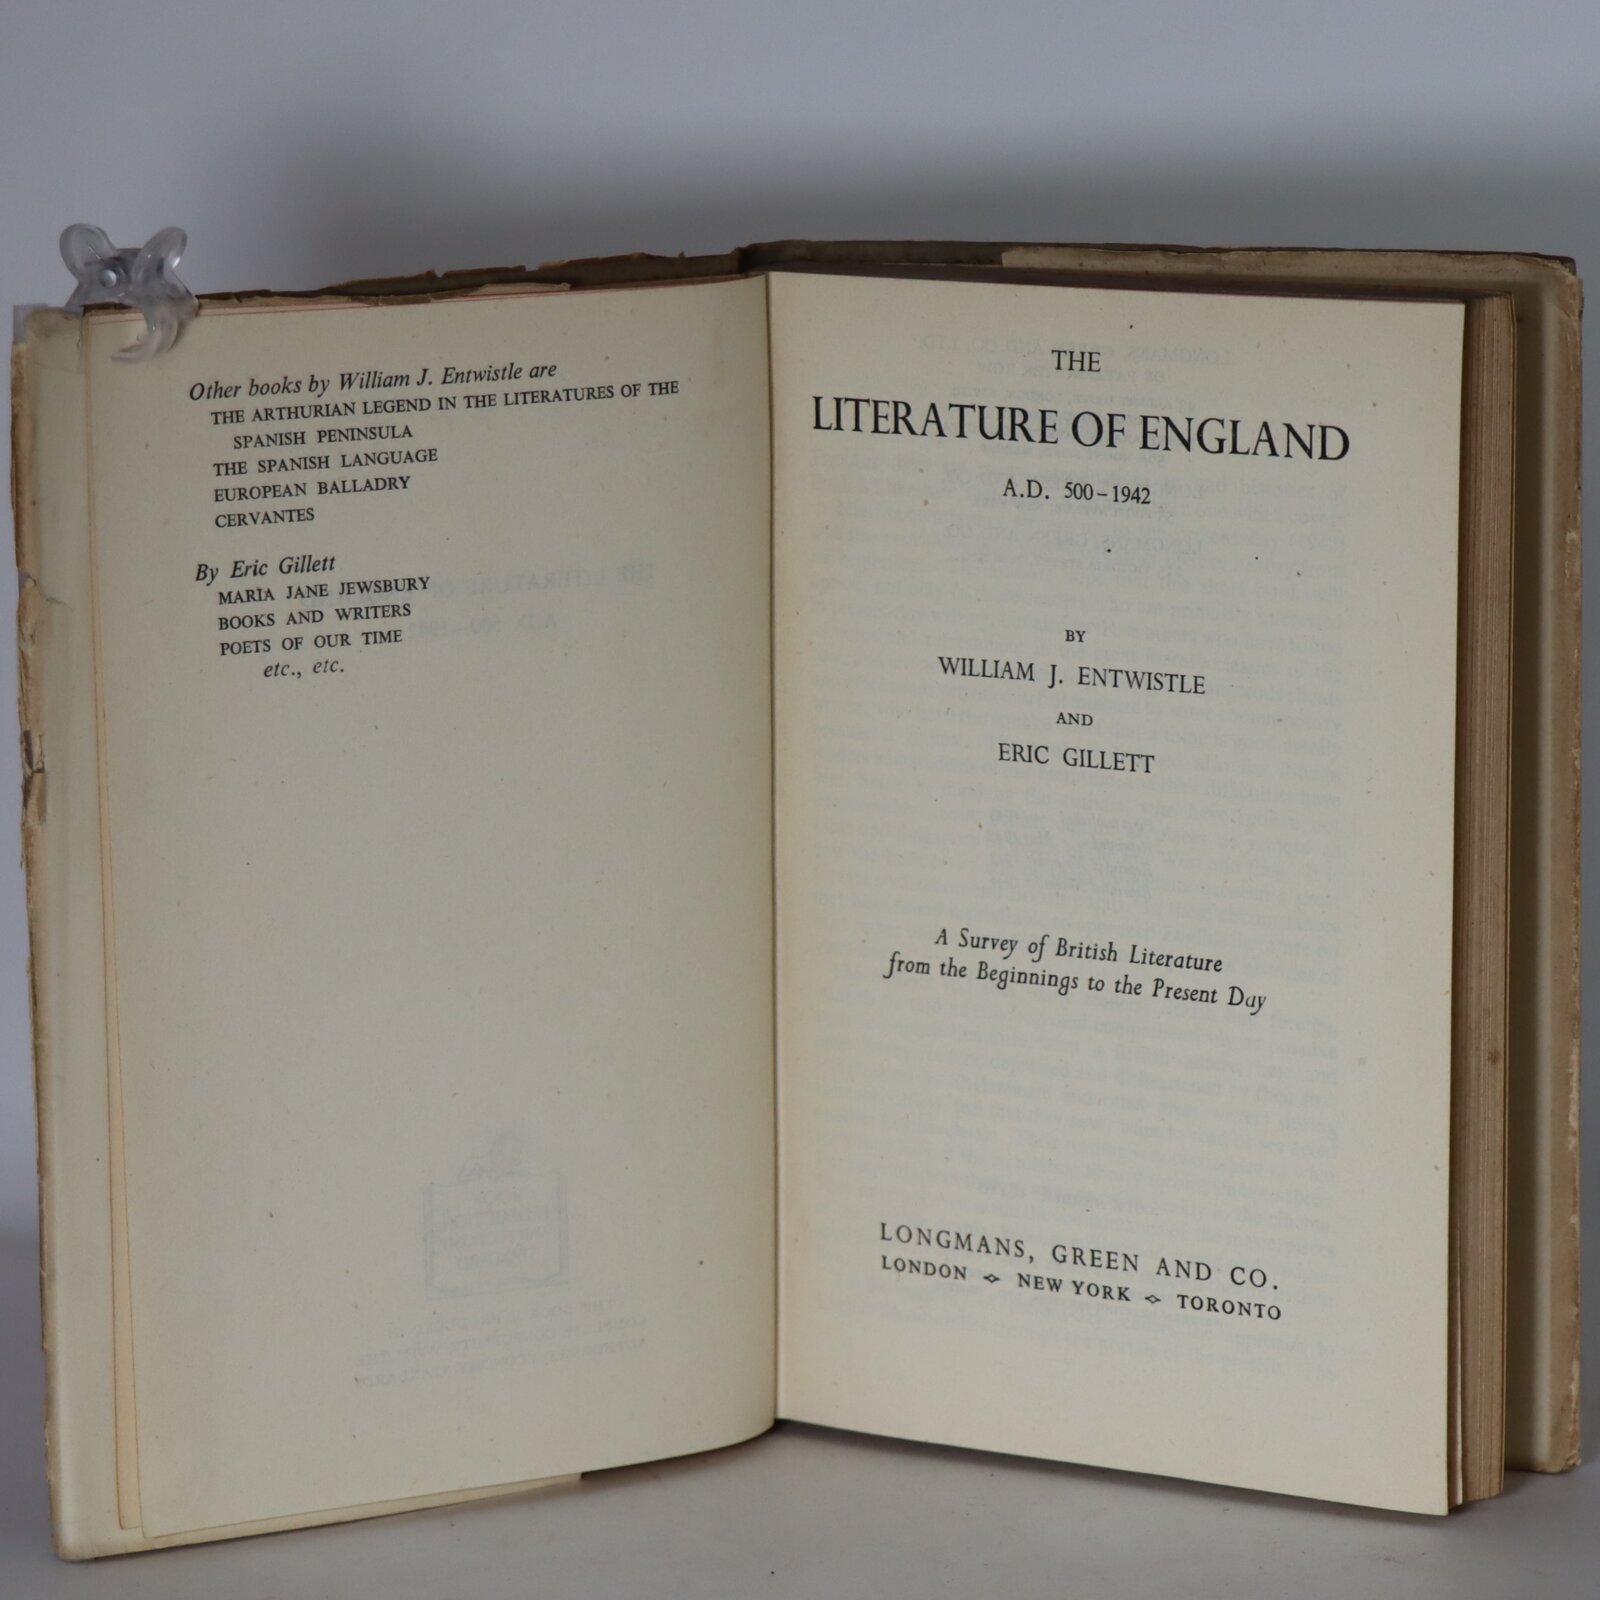 Other books by William J. Entwistle are
THE ARTHURIAN LEGEND IN THE LITERATURES OF THE
SPANISH PENINSULA
THE SPANISH LANGUAGE
EUROPEAN BALLADRY
CERVANTES
By Eric Gillett
MARIA JANE JEWSBURY
BOOKS AND WRITERS
POETS OF OUR TIME
etc., etc.
THE
LITERATURE OF ENGLAND
A.D. 500–1942
BY
WILLIAM J. ENTWISTLE
AND
ERIC GILLETT
A Survey of British Literature
from the Beginnings to the Present Day
LONGMANS, GREEN AND CO.
LONDON ◇ NEW YORK ◇ TORONTO